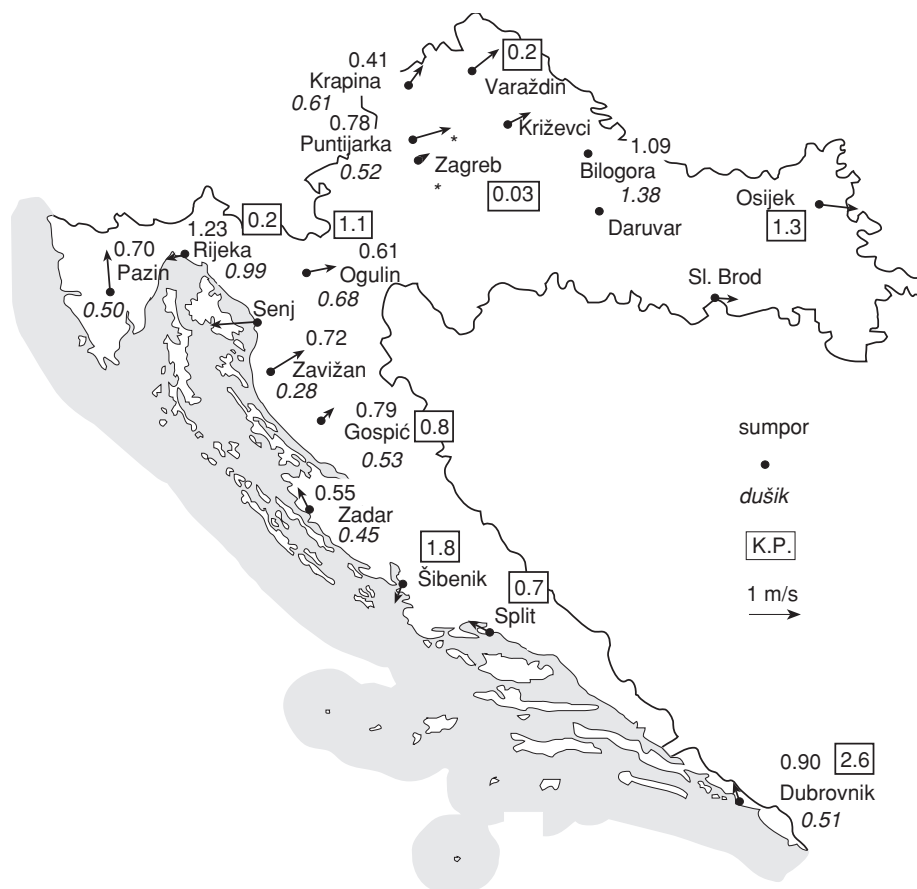 0.41
0.2
Krapina
Varaždin
0.61
0.78
Križevci
Puntijarka
*
1.09
0.52
Zagreb
Bilogora
*
0.03
1.38
Osijek
Daruvar
1.3
0.2
1.1
1.23
0.70
Rijeka
0.61
Pazin
0.99
Ogulin
0.50
0.68
Sl. Brod
Senj
0.72
Zavižan
0.28
0.79
0.8
Gospić
0.53
sumpor
dušik
0.55
Zadar
0.45
K.P.
1.8
Šibenik
0.7
1 m/s
Split
0.90
2.6
Dubrovnik
0.51